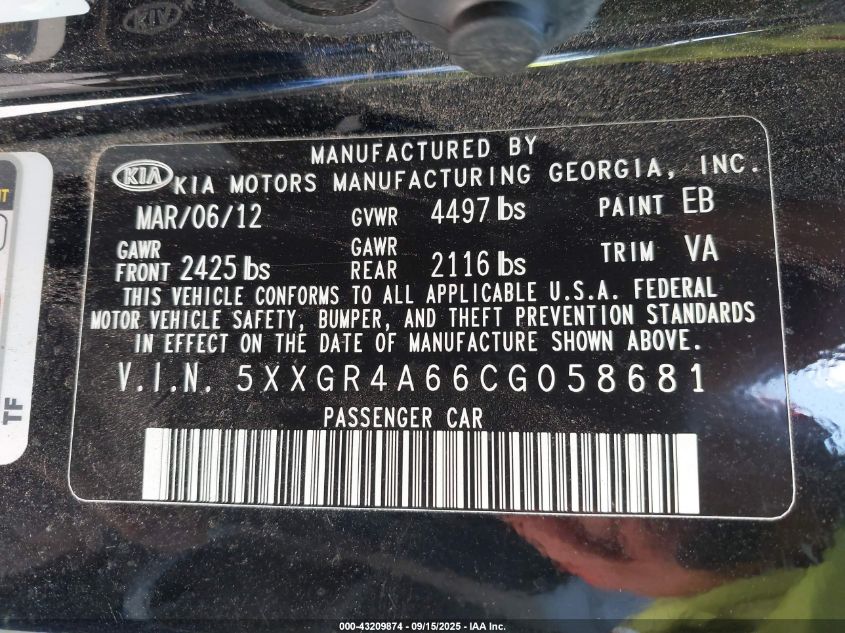 KIA
MANUFACTURED BY
KIA KIA MOTORS MANUFACTURING GEORGIA, INC.
MAR/06/12 GVWR 4497 lbs PAINT EB
GAWR FRONT 2425 lbs GAWR REAR 2116 lbs TRIM VA
THIS VEHICLE CONFORMS TO ALL APPLICABLE U.S.A. FEDERAL
MOTOR VEHICLE SAFETY, BUMPER, AND THEFT PREVENTION STANDARDS
IN EFFECT ON THE DATE OF MANUFACTURE SHOWN ABOVE.
V.I.N. 5XXGR4A66CG058681
PASSENGER CAR
TF
000-43209874 - 09/15/2025 - IAA Inc.